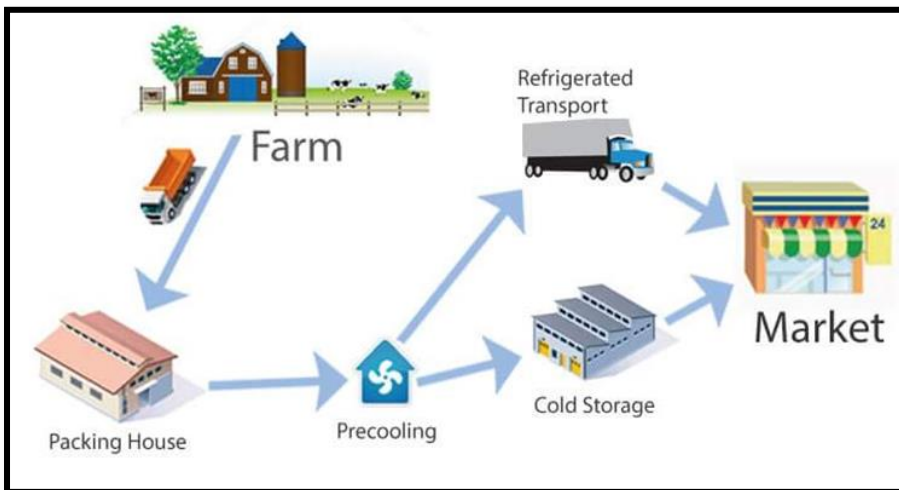 Farm
Refrigerated
Transport
24
Market
Cold Storage
Precooling
Packing House